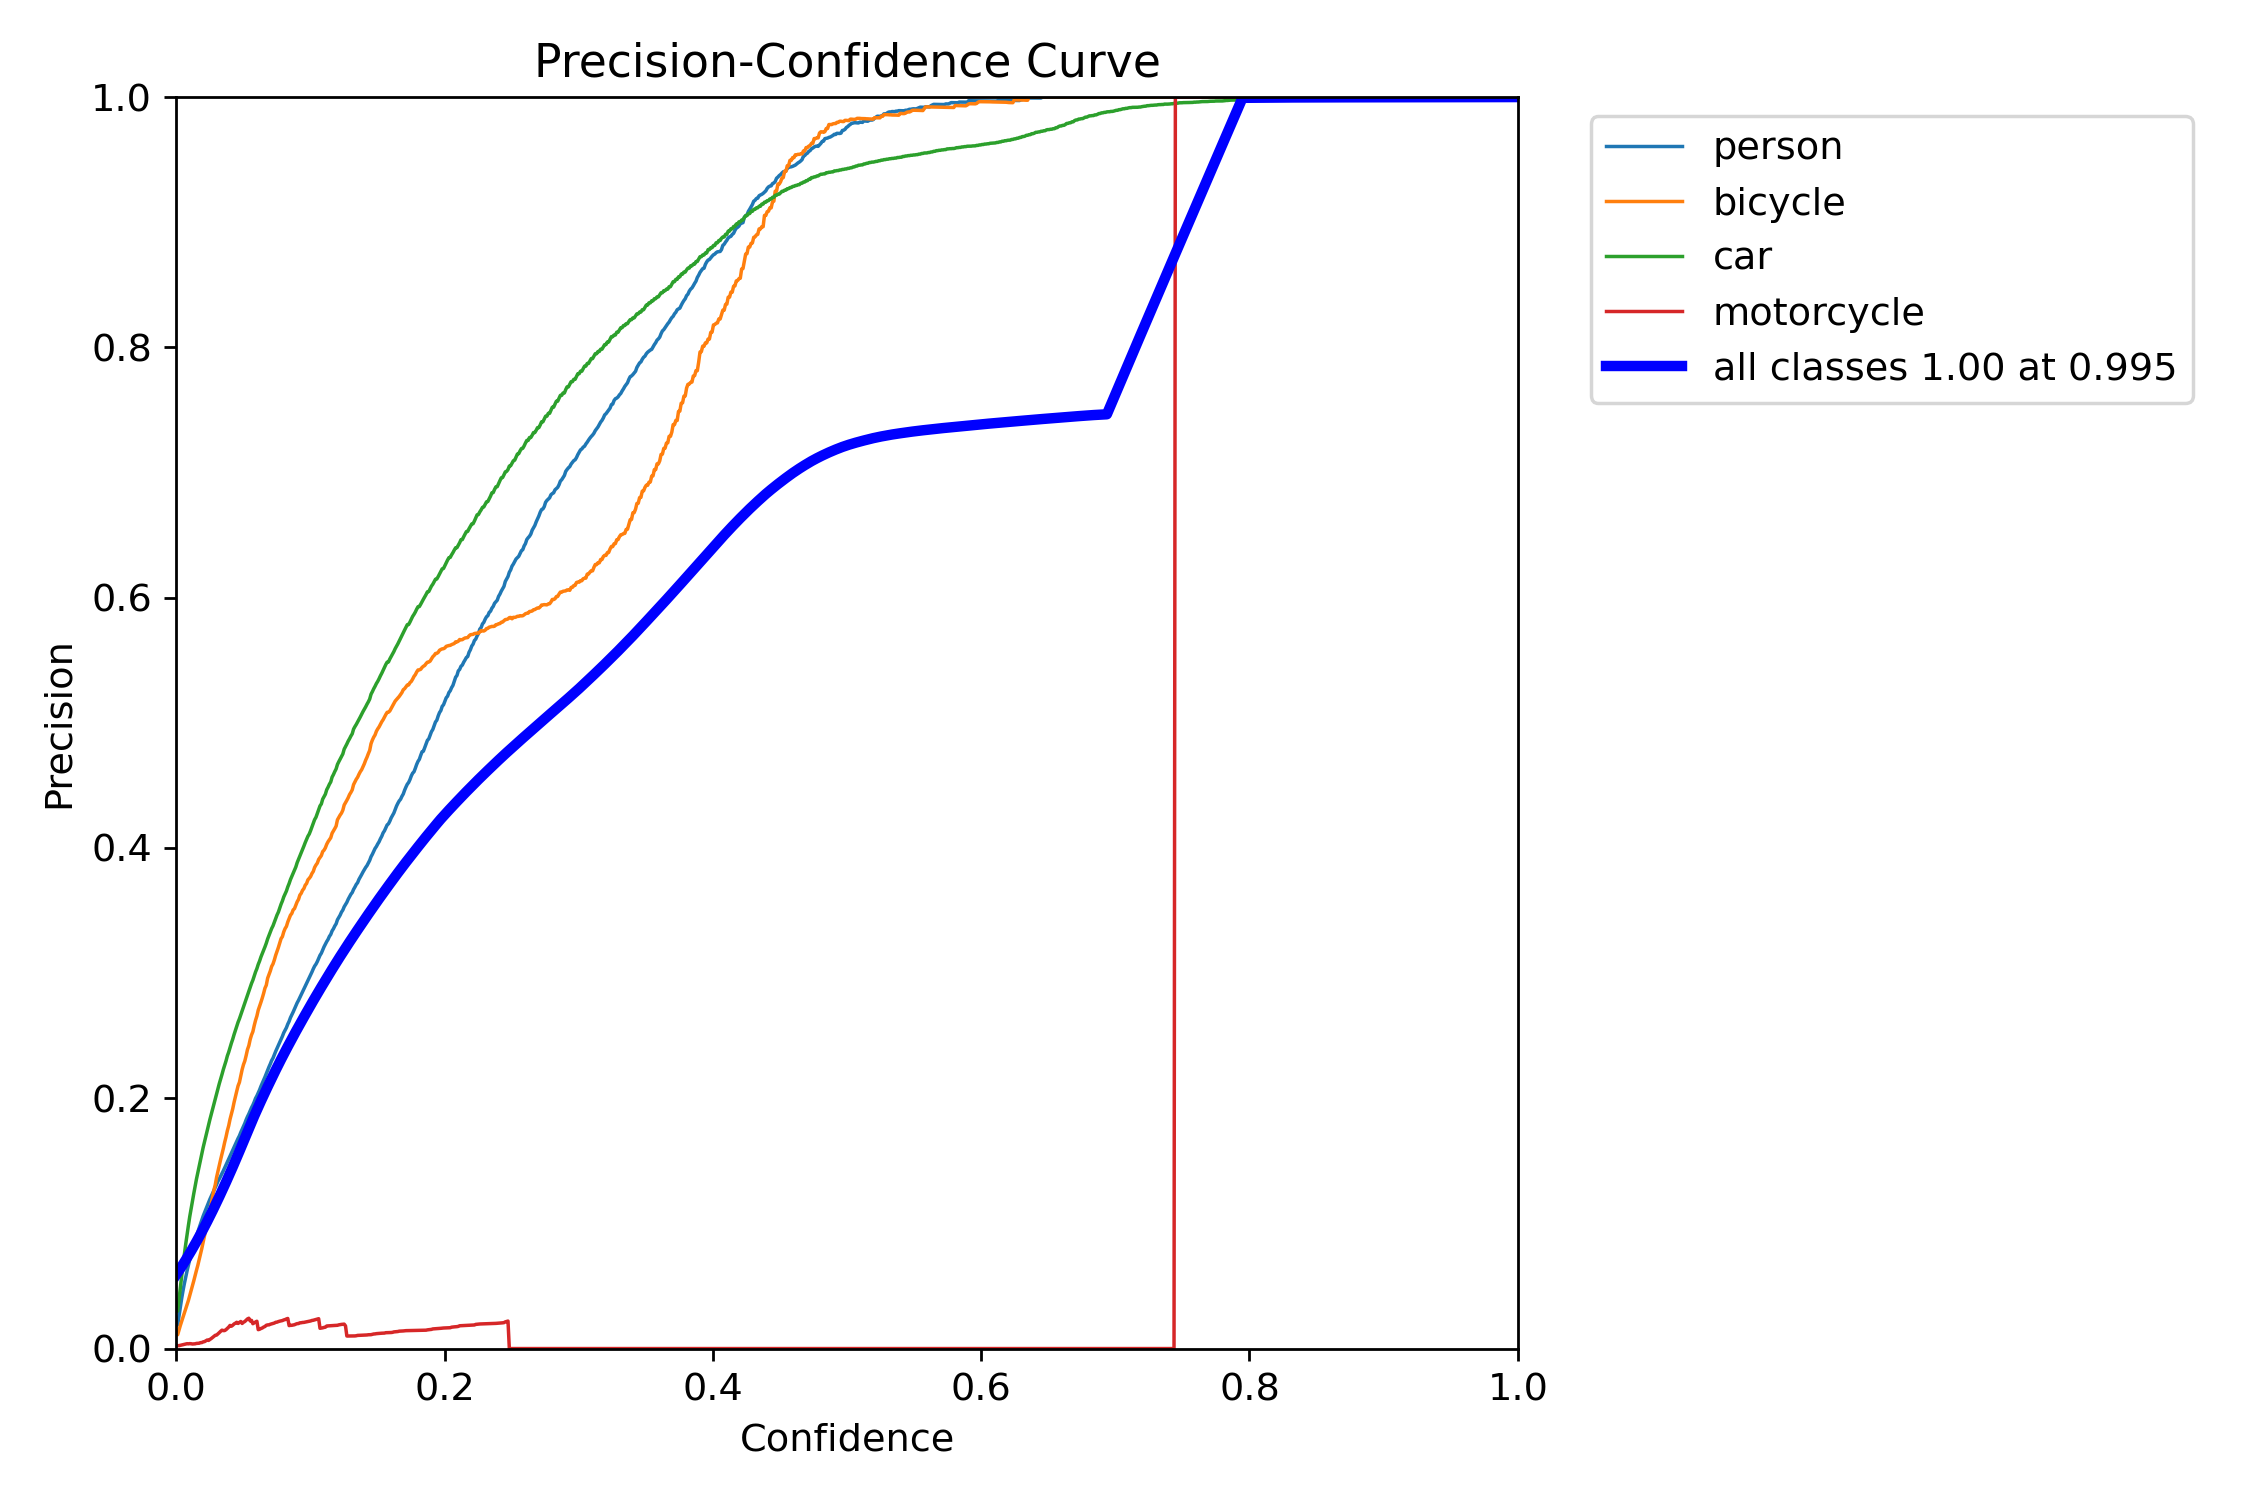 Precision-Confidence Curve
1.0
0.8
0.6
0.4
0.2
0.0
Precision
0.0 0.2 0.4 0.6 0.8 1.0
Confidence
person
bicycle
car
motorcycle
all classes 1.00 at 0.995